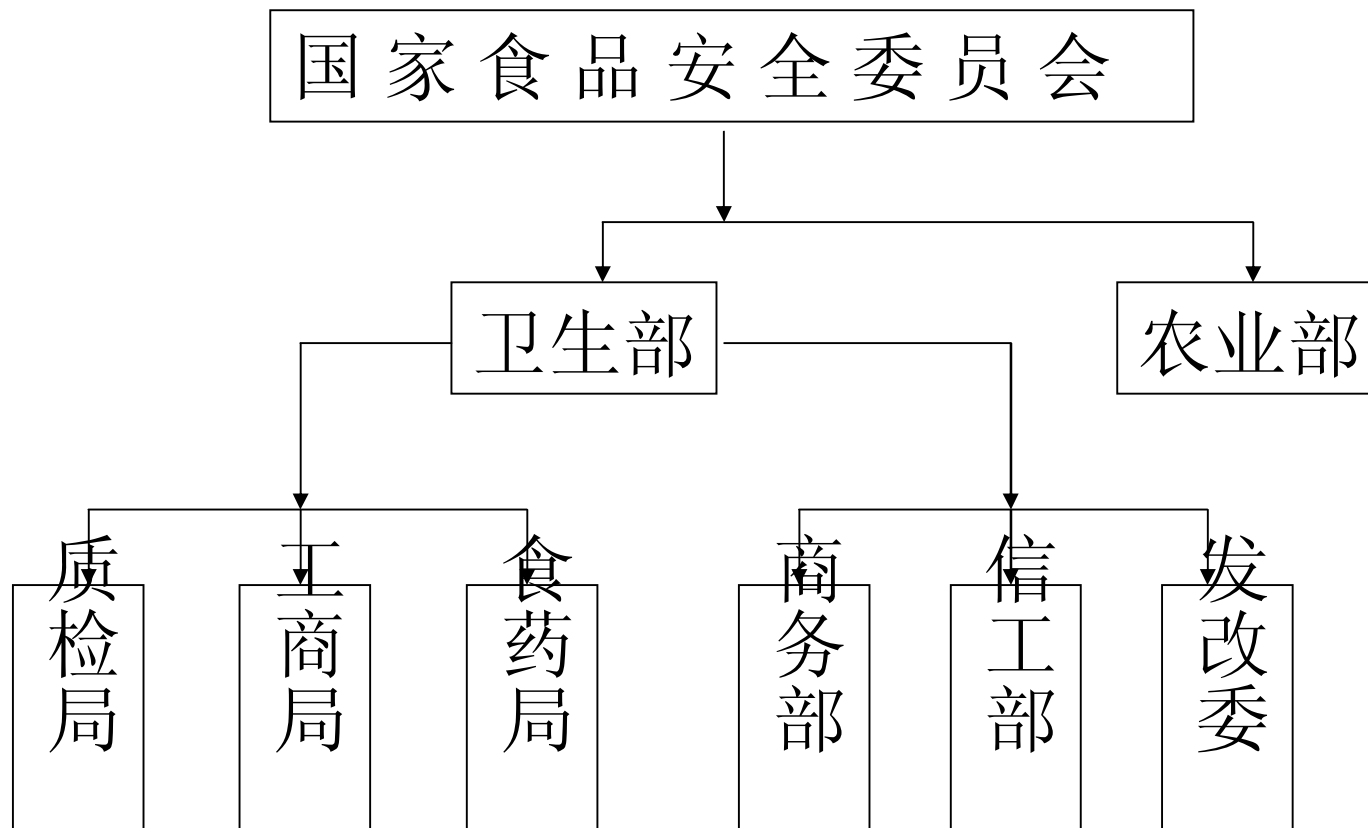 国家食品安全委员会
卫生部
农业部
质检局
工商局
食药局
商务部
信工部
发改委